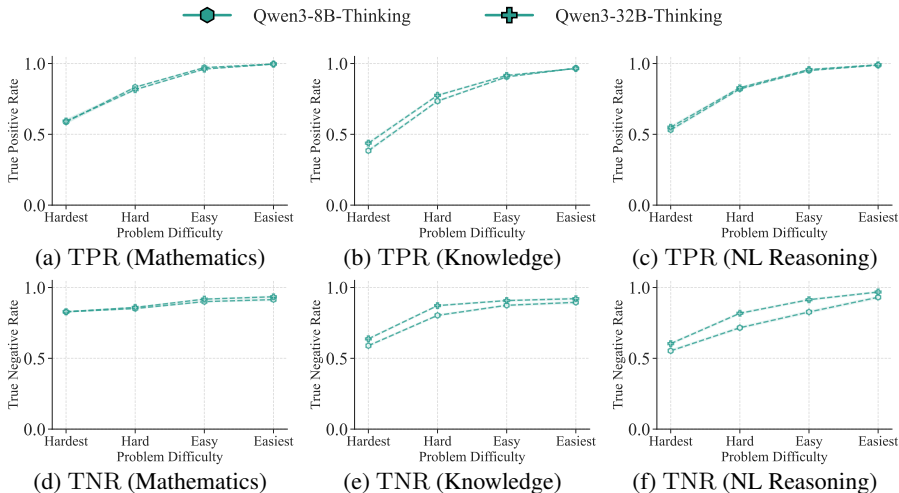 Qwen3-8B-Thinking Qwen3-32B-Thinking
True Positive Rate
1.0
0.5
0.0
Hardest Hard Easy Easiest
Problem Difficulty
(a) TPR (Mathematics)
True Positive Rate
1.0
0.5
0.0
Hardest Hard Easy Easiest
Problem Difficulty
(b) TPR (Knowledge)
True Positive Rate
1.0
0.5
0.0
Hardest Hard Easy Easiest
Problem Difficulty
(c) TPR (NL Reasoning)
True Negative Rate
1.0
0.5
0.0
Hardest Hard Easy Easiest
Problem Difficulty
(d) TNR (Mathematics)
True Negative Rate
1.0
0.5
0.0
Hardest Hard Easy Easiest
Problem Difficulty
(e) TNR (Knowledge)
True Negative Rate
1.0
0.5
0.0
Hardest Hard Easy Easiest
Problem Difficulty
(f) TNR (NL Reasoning)